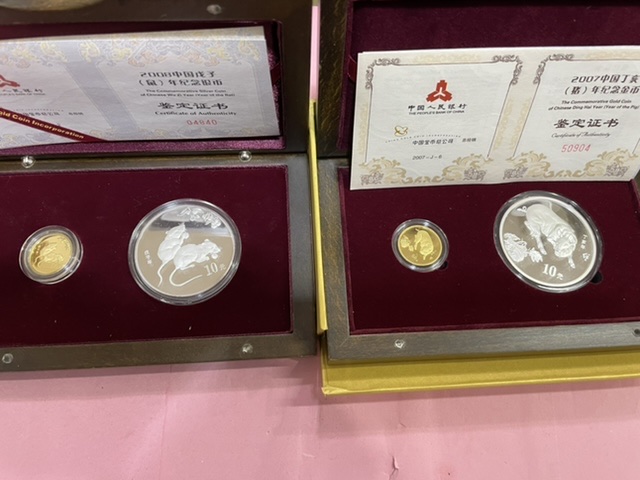 2008中国戊子
（鼠）年纪念银币
The Commemorative Silver Coin
of Chinese Wu Zi Year (Year of the Rat)
鉴定证书
Certificate of Authenticity
04840
Gold Coin Incorporation
10元
中国人民银行
THE PEOPLE'S BANK OF CHINA
中国金币总公司
2007-1-6
2007中国丁亥
（猪）年纪念金币
The Commemorative Gold Coin
of Chinese Ding Hai Year (Year of the Pig)
鉴定证书
Certificate of Authenticity
50904
10元